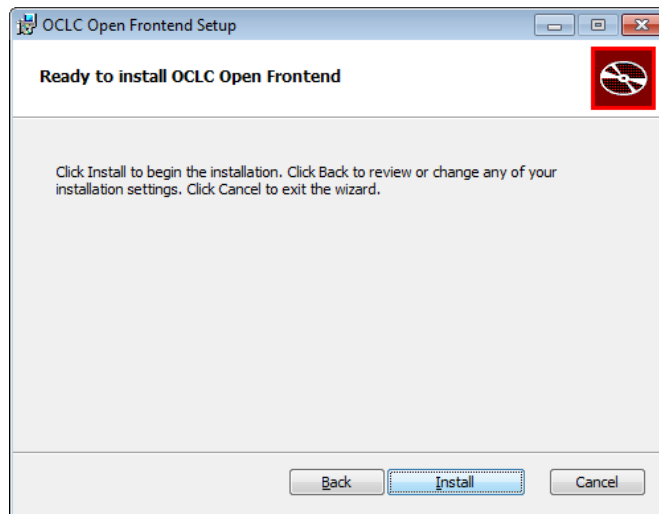 OCLC Open Frontend Setup
Ready to install OCLC Open Frontend
Click Install to begin the installation. Click Back to review or change any of your
installation settings. Click Cancel to exit the wizard.
Back
Install
Cancel